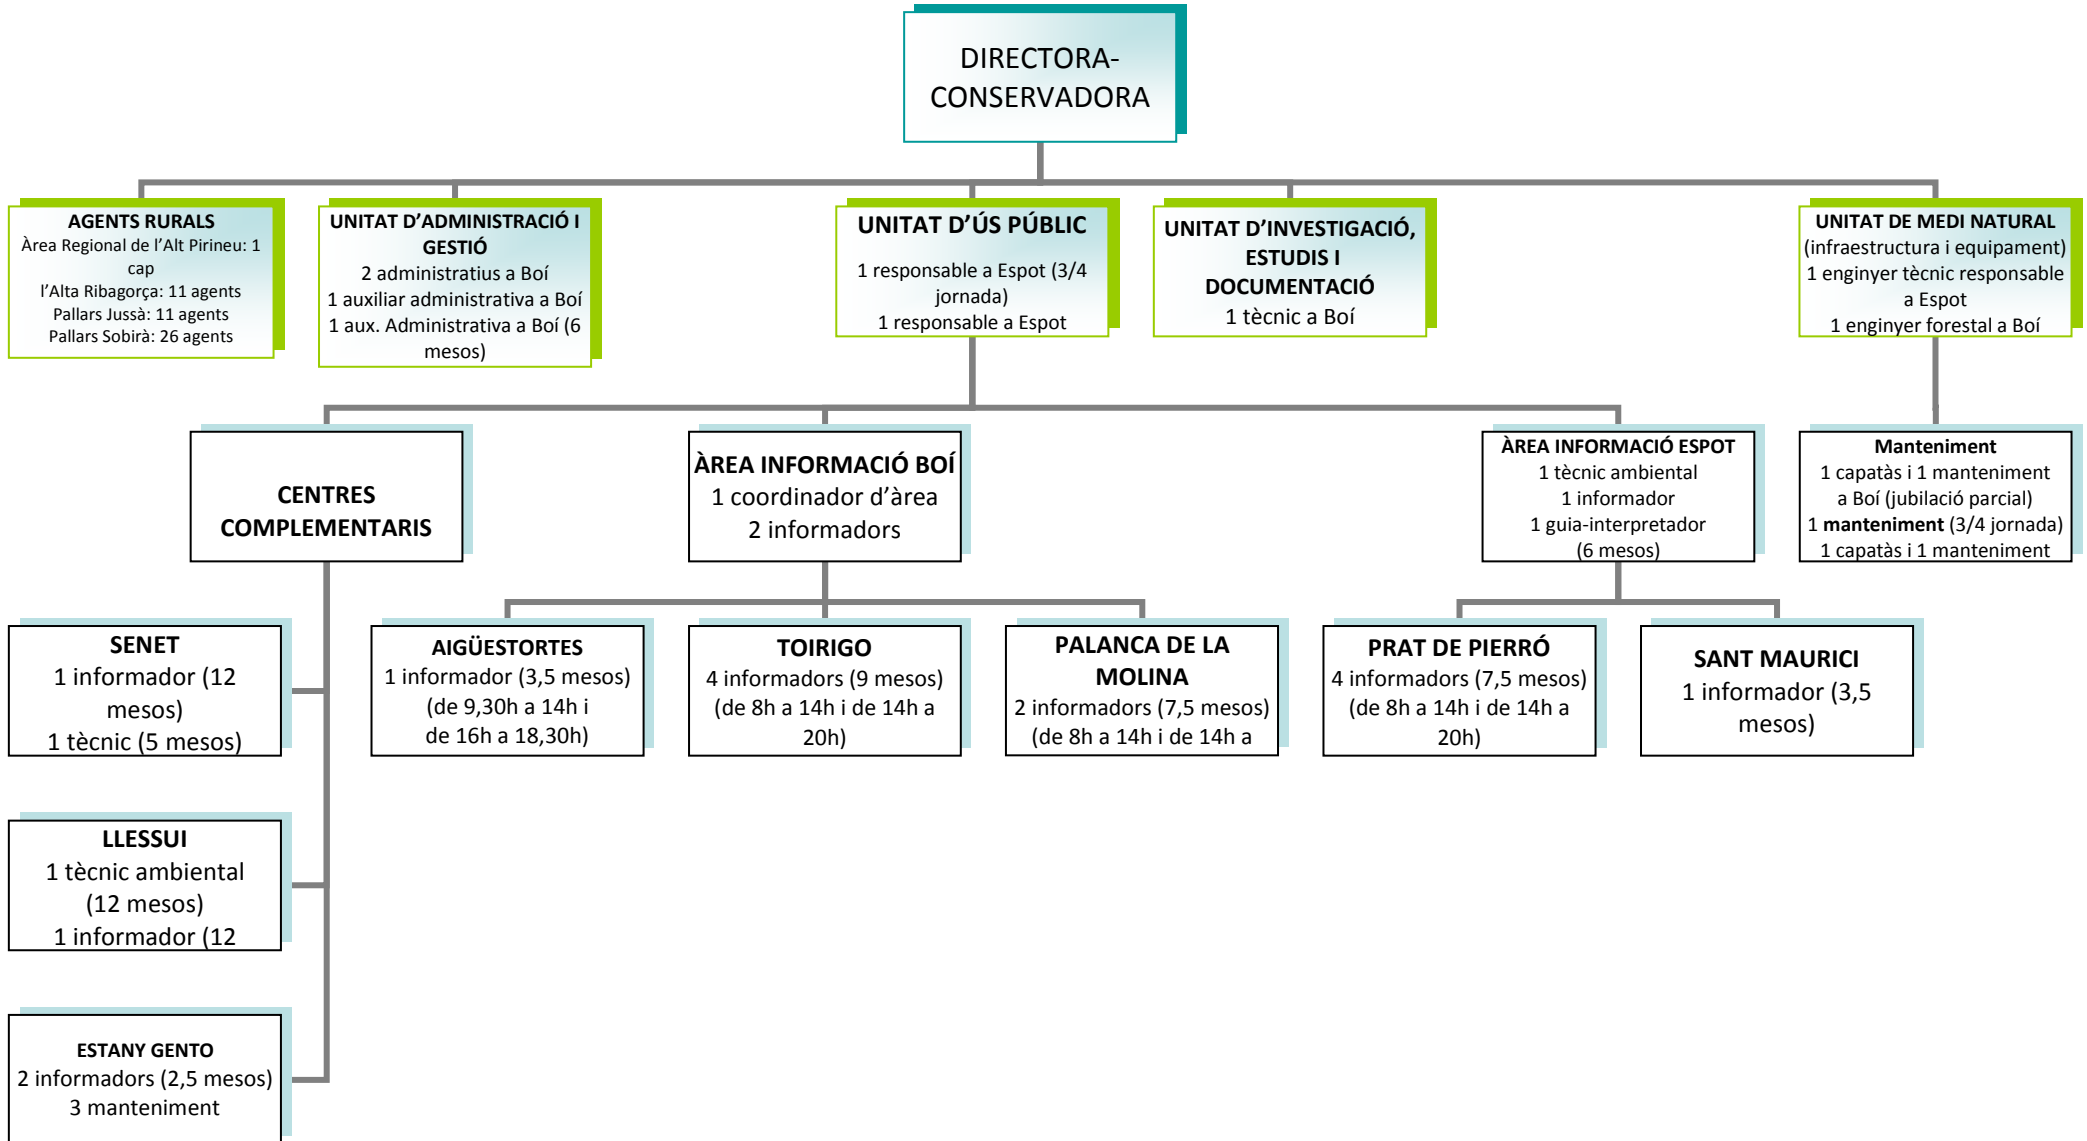 DIRECTORA-
CONSERVADORA
AGENTS RURALS
Àrea Regional de l'Alt Pirineu: 1
cap
l'Alta Ribagorça: 11 agents
Pallars Jussà: 11 agents
Pallars Sobirà: 26 agents
UNITAT D'ADMINISTRACIÓ I
GESTIÓ
2 administratius a Boí
1 auxiliar administrativa a Boí
1 aux. Administrativa a Boí (6
mesos)
UNITAT D'ÚS PÚBLIC
1 responsable a Espot (3/4
jornada)
1 responsable a Espot
UNITAT D'INVESTIGACIÓ,
ESTUDIS I
DOCUMENTACIÓ
1 tècnic a Boí
UNITAT DE MEDI NATURAL
(infraestructura i equipament)
1 enginyer tècnic responsable
a Espot
1 enginyer forestal a Boí
CENTRES
COMPLEMENTARIS
ÀREA INFORMACIÓ BOÍ
1 coordinador d'àrea
2 informadors
ÀREA INFORMACIÓ ESPOT
1 tècnic ambiental
1 informador
1 guia-interpretador
(6 mesos)
Manteniment
1 capatàs i 1 manteniment
a Boí (jubilació parcial)
1 manteniment (3/4 jornada)
1 capatàs i 1 manteniment
SENET
1 informador (12
mesos)
1 tècnic (5 mesos)
AIGÜESTORTES
1 informador (3,5 mesos)
(de 9,30h a 14h i
de 16h a 18,30h)
TOIRIGO
4 informadors (9 mesos)
(de 8h a 14h i de 14h a
20h)
PALANCA DE LA
MOLINA
2 informadors (7,5 mesos)
(de 8h a 14h i de 14h a
PRAT DE PIERRÓ
4 informadors (7,5 mesos)
(de 8h a 14h i de 14h a
20h)
SANT MAURICI
1 informador (3,5
mesos)
LLESSUI
1 tècnic ambiental
(12 mesos)
1 informador (12
ESTANY GENTO
2 informadors (2,5 mesos)
3 manteniment